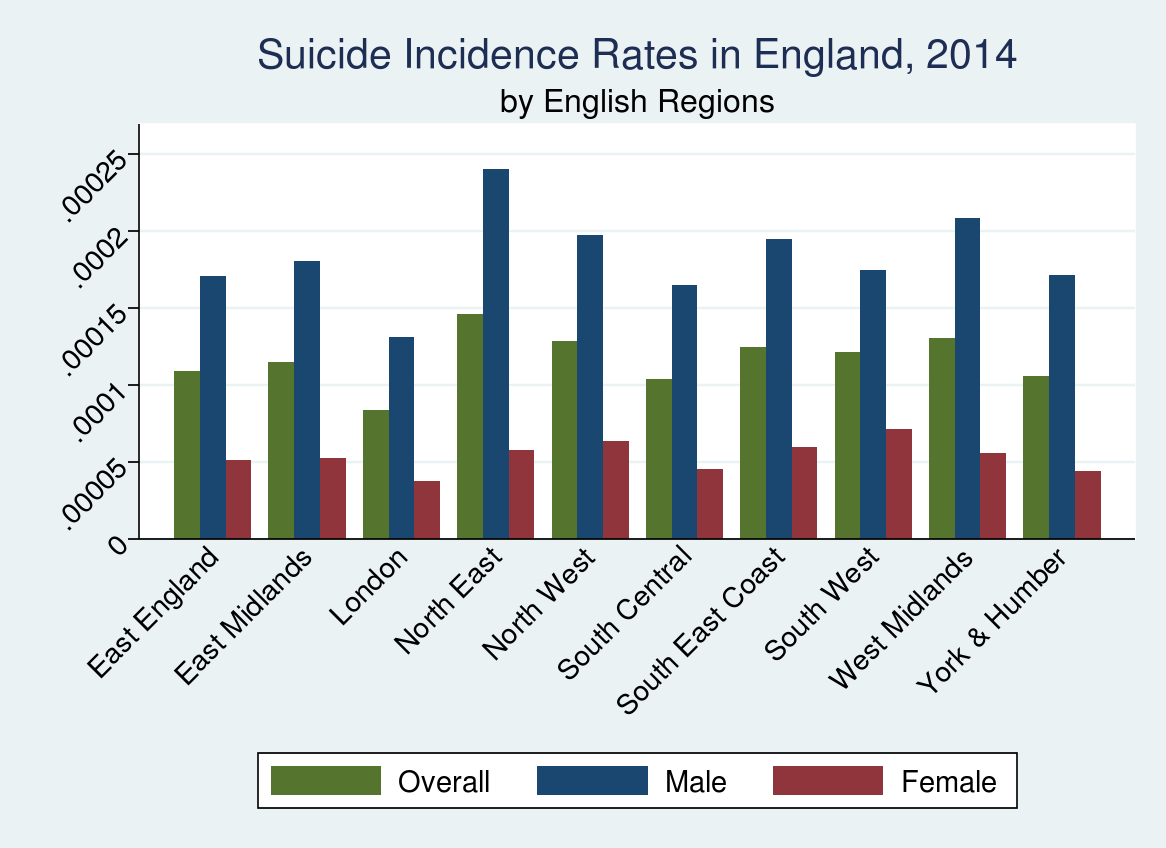 Suicide Incidence Rates in England, 2014
by English Regions
.00025
.0002
.00015
.0001
.00005
0
East England
East Midlands
London
North East
North West
South Central
South East Coast
South West
West Midlands
York & Humber
Overall
Male
Female